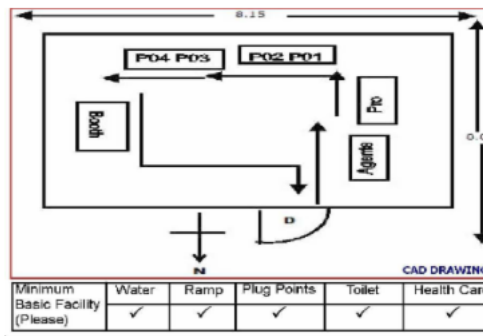 8.15
P04 P03
P02 P01
Booth
Pro
Agents
D
N
CAD DRAWING
Minimum Basic Facility (Please)
Water
Ramp
Plug Points
Toilet
Health Care
✓ ✓ ✓ ✓ ✓